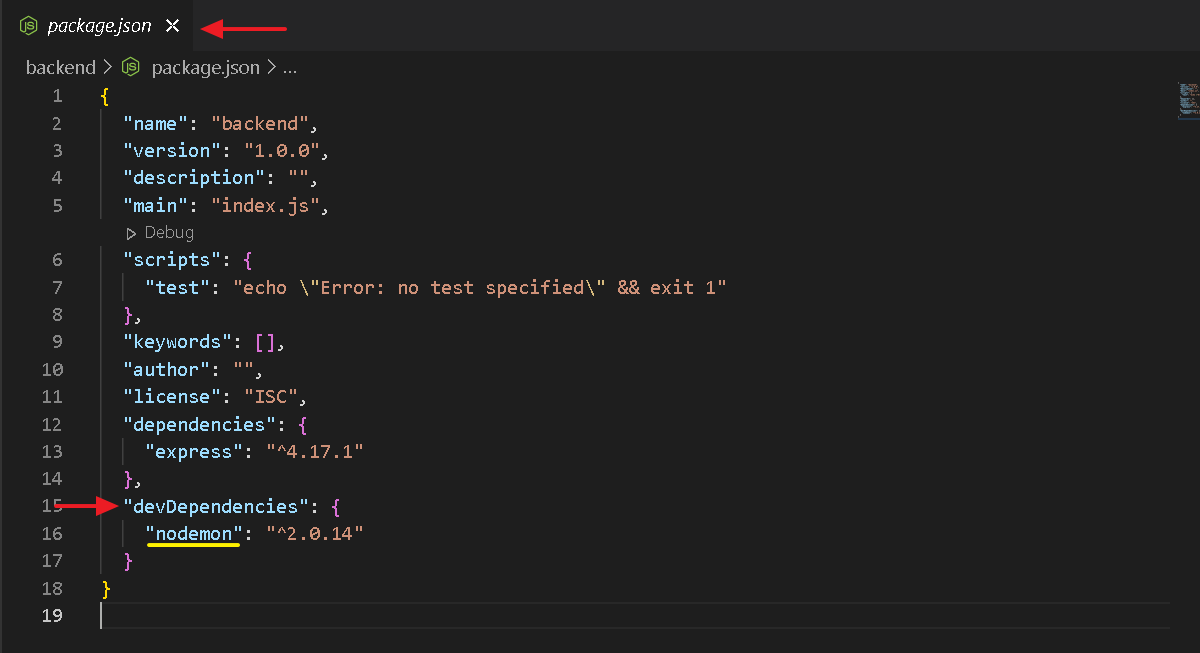 JS package.json ×
backend > JS package.json > ...
1 {
2 "name": "backend",
3 "version": "1.0.0",
4 "description": "",
5 "main": "index.js",
Debug
6 "scripts": {
7 "test": "echo \"Error: no test specified\" && exit 1"
8 },
9 "keywords": [],
10 "author": "",
11 "license": "ISC",
12 "dependencies": {
13 "express": "^4.17.1"
14 },
15 "devDependencies": {
16 "nodemon": "^2.0.14"
17 }
18 }
19